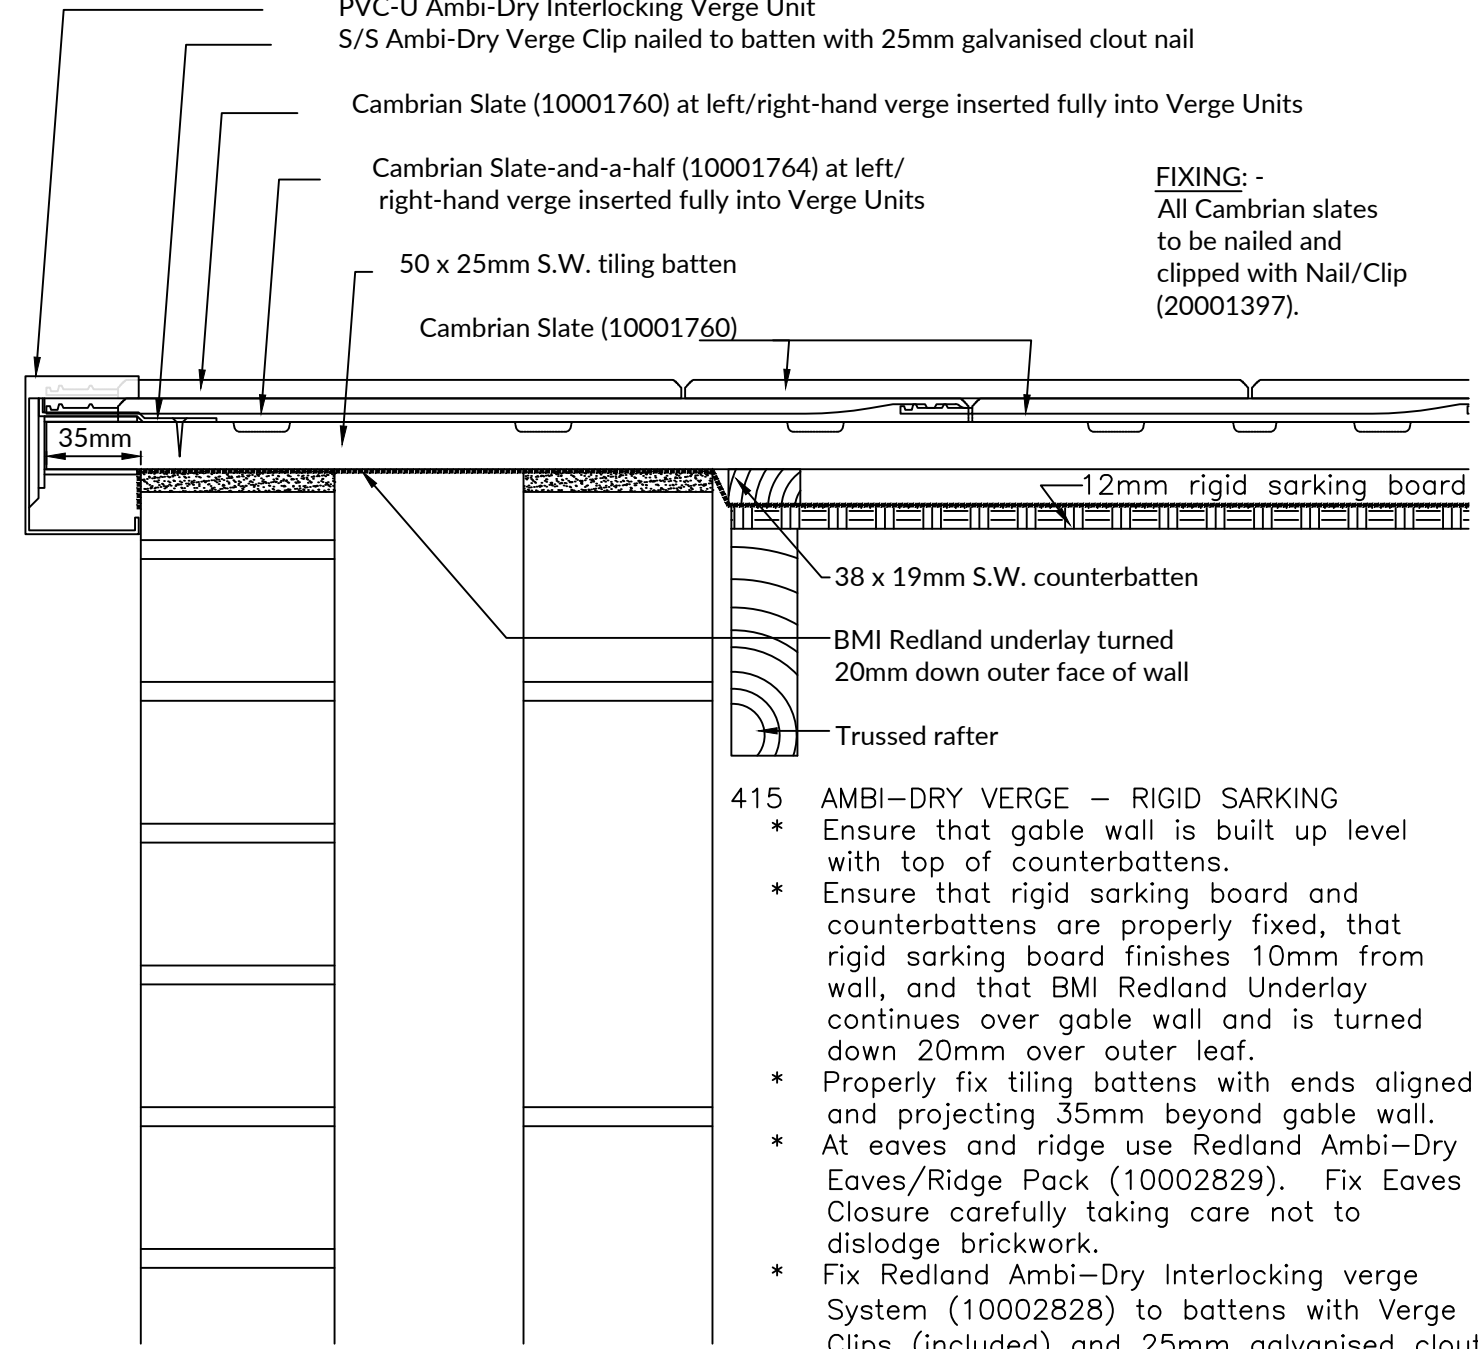 PVC-U Ambi-Dry Interlocking Verge Unit
S/S Ambi-Dry Verge Clip nailed to batten with 25mm galvanised clout nail
Cambrian Slate (10001760) at left/right-hand verge inserted fully into Verge Units
Cambrian Slate-and-a-half (10001764) at left/
right-hand verge inserted fully into Verge Units
FIXING: -
All Cambrian slates
to be nailed and
clipped with Nail/Clip
(20001397).
50 x 25mm S.W. tiling batten
Cambrian Slate (10001760)
35mm
12mm rigid sarking board
38 x 19mm S.W. counterbatten
BMI Redland underlay turned
20mm down outer face of wall
Trussed rafter
415 AMBI-DRY VERGE - RIGID SARKING
* Ensure that gable wall is built up level
with top of counterbattens.
* Ensure that rigid sarking board and
counterbattens are properly fixed, that
rigid sarking board finishes 10mm from
wall, and that BMI Redland Underlay
continues over gable wall and is turned
down 20mm over outer leaf.
* Properly fix tiling battens with ends aligned
and projecting 35mm beyond gable wall.
* At eaves and ridge use Redland Ambi-Dry
Eaves/Ridge Pack (10002829). Fix Eaves
Closure carefully taking care not to
dislodge brickwork.
* Fix Redland Ambi-Dry Interlocking verge
System (10002828) to battens with Verge
Clips (included) and 25mm galvanised clout